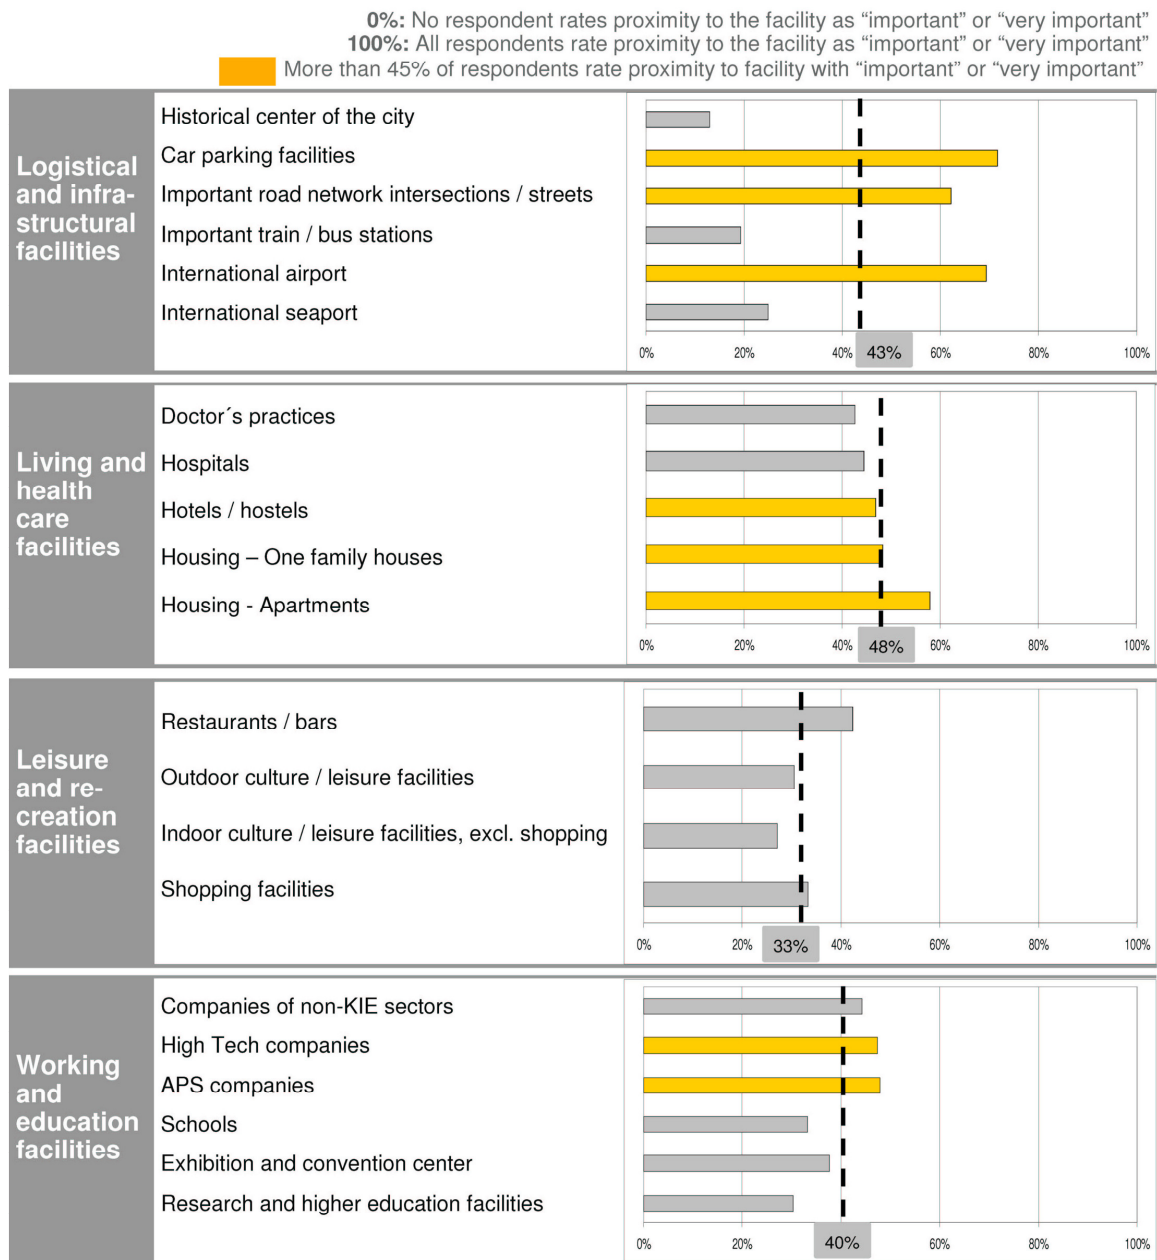 0%: No respondent rates proximity to the facility as “important” or “very important”
100%: All respondents rate proximity to the facility as “important” or “very important”
More than 45% of respondents rate proximity to facility with “important” or “very important”
Logistical
and infra-
structural
facilities
Historical center of the city
Car parking facilities
Important road network intersections / streets
Important train / bus stations
International airport
International seaport
0% 20% 40% 43% 60% 80% 100%
Living and
health
care
facilities
Doctor´s practices
Hospitals
Hotels / hostels
Housing – One family houses
Housing - Apartments
0% 20% 40% 48% 60% 80% 100%
Leisure
and re-
creation
facilities
Restaurants / bars
Outdoor culture / leisure facilities
Indoor culture / leisure facilities, excl. shopping
Shopping facilities
0% 20% 33% 40% 60% 80% 100%
Working
and
education
facilities
Companies of non-KIE sectors
High Tech companies
APS companies
Schools
Exhibition and convention center
Research and higher education facilities
0% 20% 40% 40% 60% 80% 100%